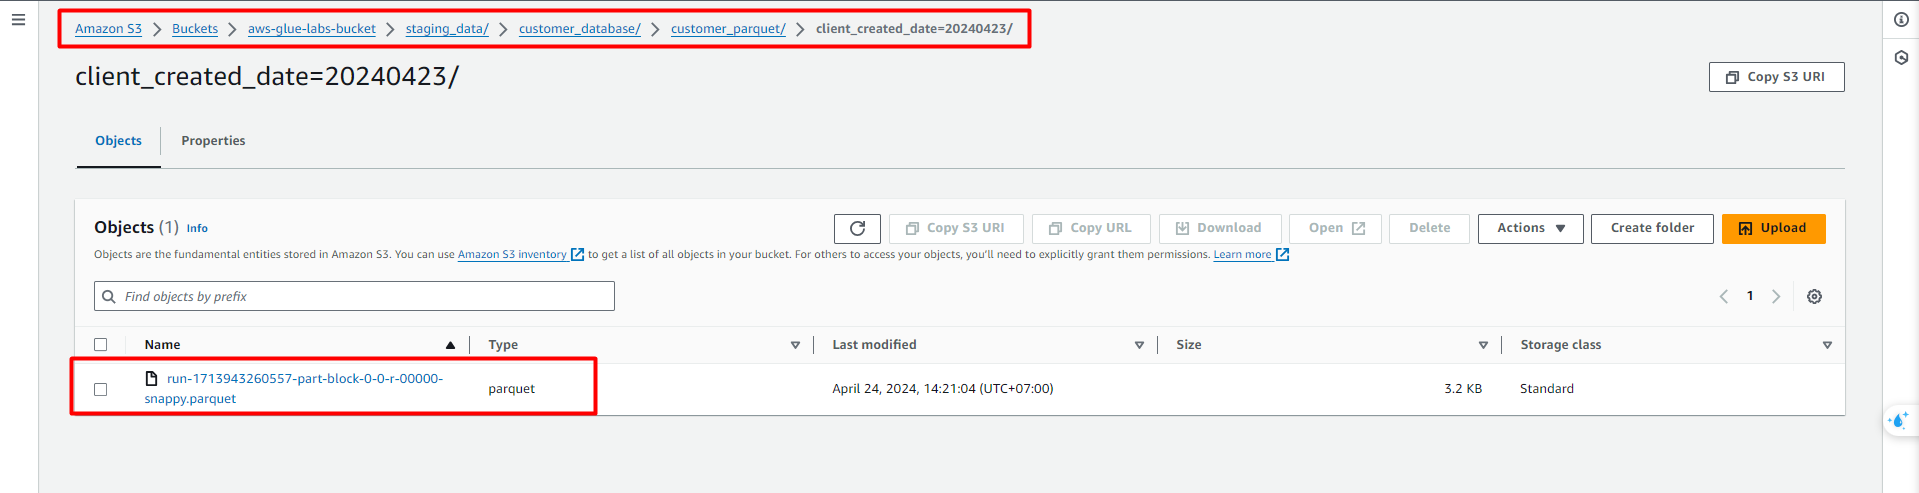 Amazon S3 > Buckets > aws-glue-labs-bucket > staging_data/ > customer_database/ > customer_parquet/ > client_created_date=20240423/
client_created_date=20240423/
Copy S3 URI
Objects
Properties
Objects (1) Info
Copy S3 URI
Copy URL
Download
Open
Delete
Actions
Create folder
Upload
Objects are the fundamental entities stored in Amazon S3. You can use Amazon S3 inventory to get a list of all objects in your bucket. For others to access your objects, you'll need to explicitly grant them permissions. Learn more
Find objects by prefix
1
Name
Type
Last modified
Size
Storage class
run-1713943260557-part-block-0-0-r-00000-
snappy.parquet
parquet
April 24, 2024, 14:21:04 (UTC+07:00)
3.2 KB
Standard